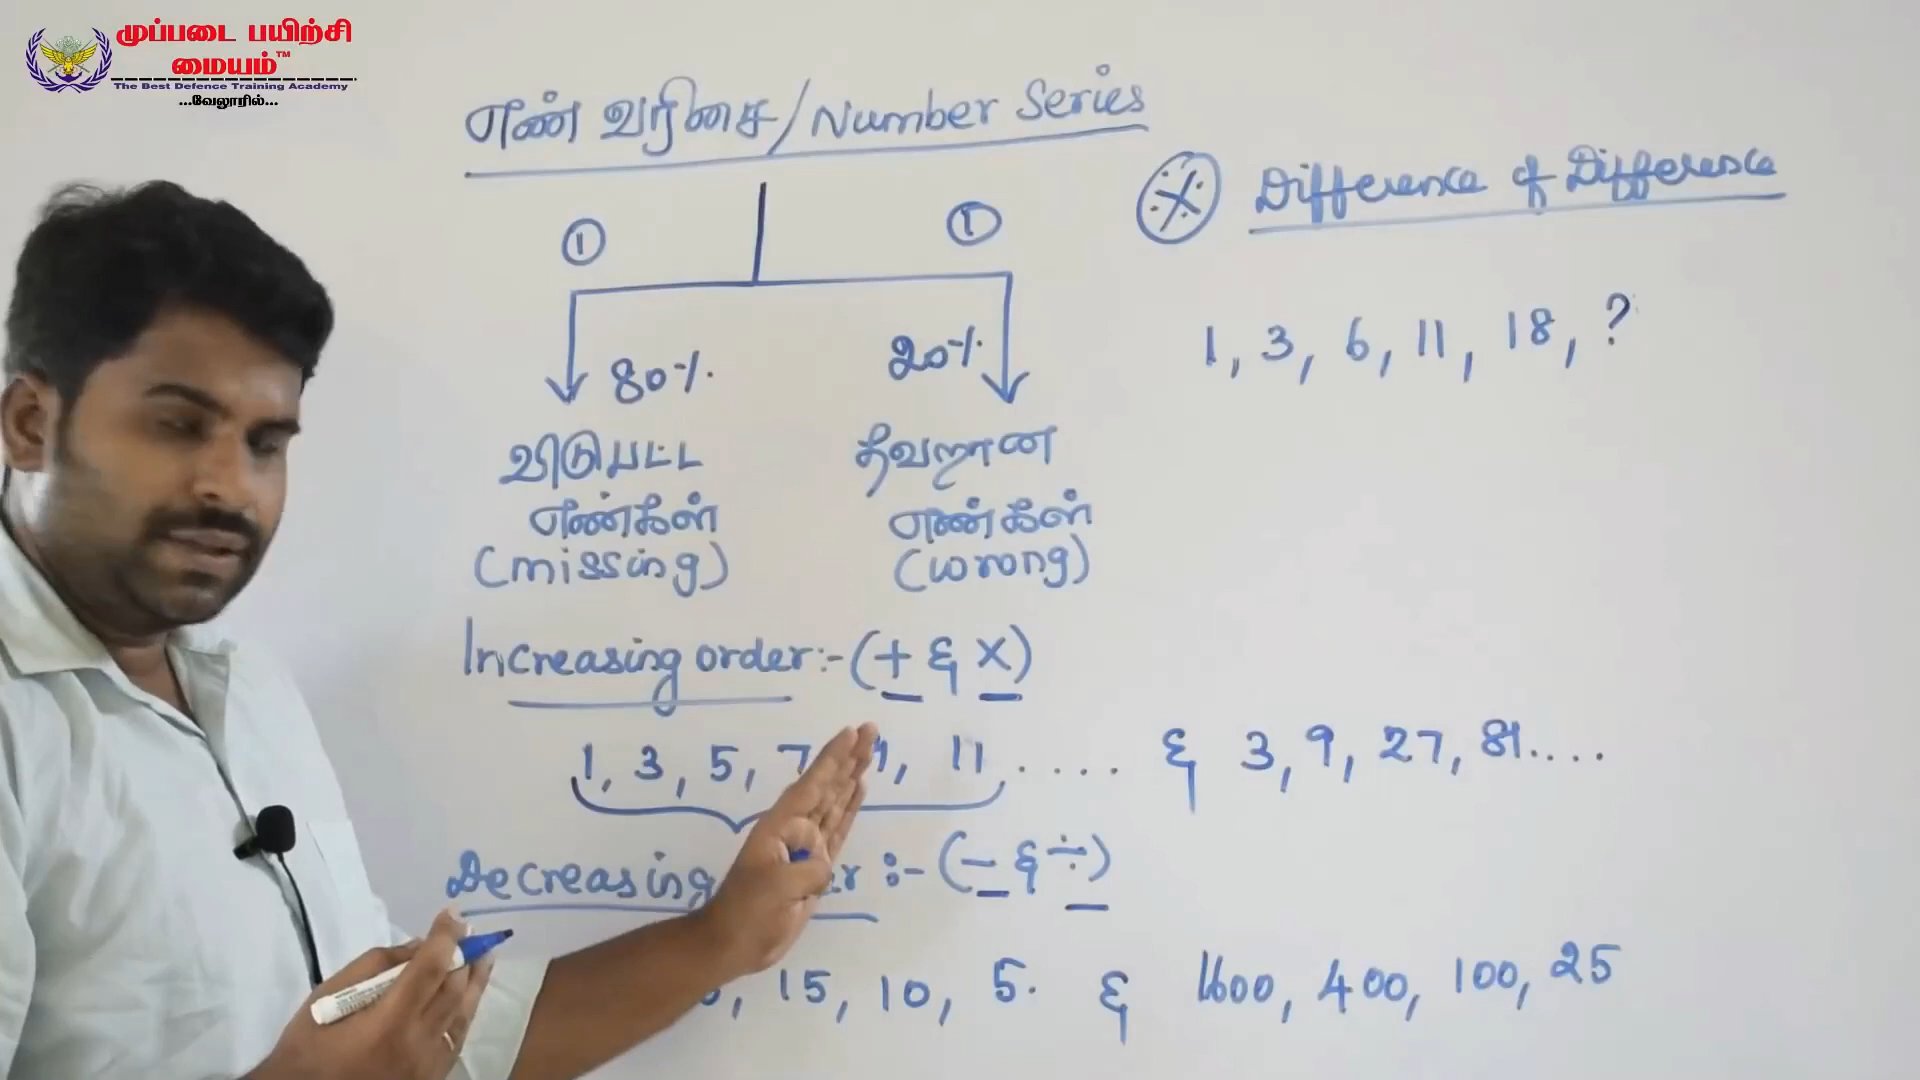 முப்படை பயிற்சி
மையம்™
The Best Defence Training Academy
...வேலூரில்...
எண் வரிசை/Number Series
① ①
80%. 20%.
விடுபட்ட
எண்கள்
(missing)
தவறான
எண்கள்
(wrong)
Increasing order:- (+ & ×)
1, 3, 5, 7 11, .... & 3, 9, 27, 81....
Decreasing :- (- & ÷)
15, 10, 5. & 1600, 400, 100, 25
Difference of Difference
1, 3, 6, 11, 18, ?